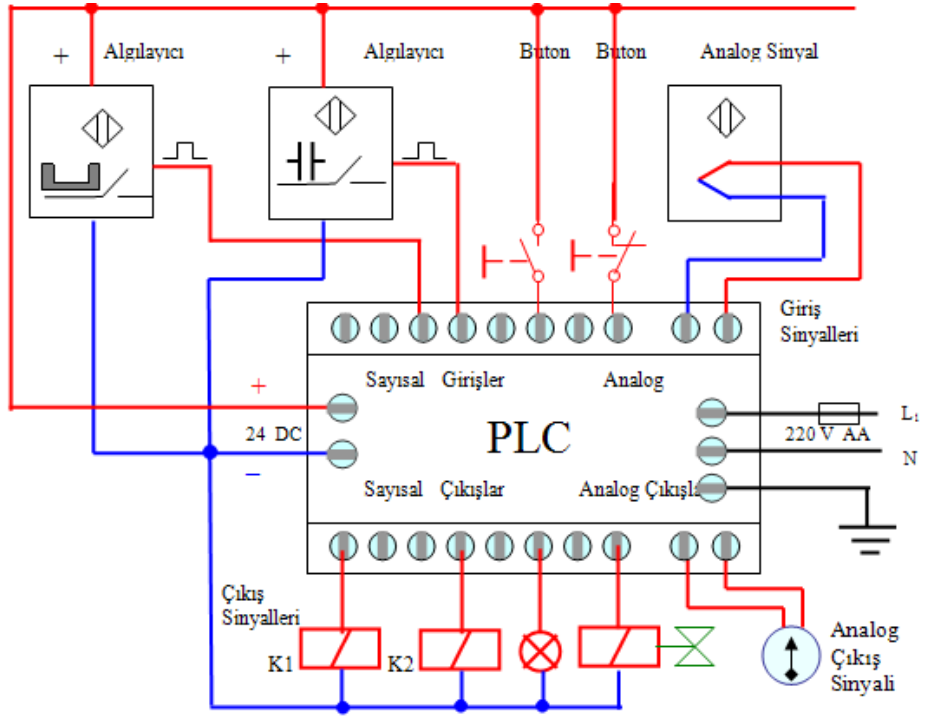 + Algılayıcı + Algılayıcı Buton Buton Analog Sinyal
Giriş
Sinyalleri
Sayısal Girişler Analog
+
24 DC
−
PLC
L1
220 V AA
N
Sayısal Çıkışlar Analog Çıkışla
Çıkış
Sinyalleri
K1
K2
Analog
Çıkış
Sinyali